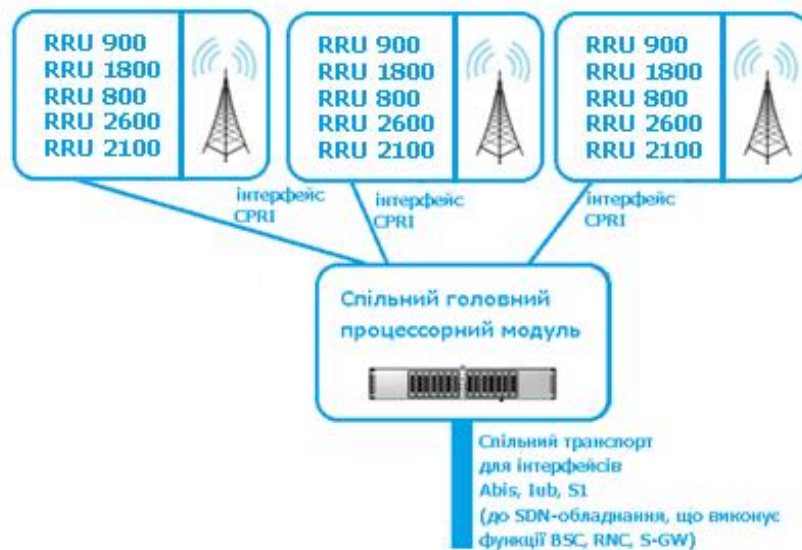 RRU 900
RRU 1800
RRU 800
RRU 2600
RRU 2100
RRU 900
RRU 1800
RRU 800
RRU 2600
RRU 2100
RRU 900
RRU 1800
RRU 800
RRU 2600
RRU 2100
інтерфейс
CPRI
інтерфейс
CPRI
інтерфейс
CPRI
Спільний головний
процессорний модуль
Спільний транспорт
для інтерфейсів
Abis, Iub, S1
(до SDN-обладнання, що виконує
функції BSC, RNC, S-GW)